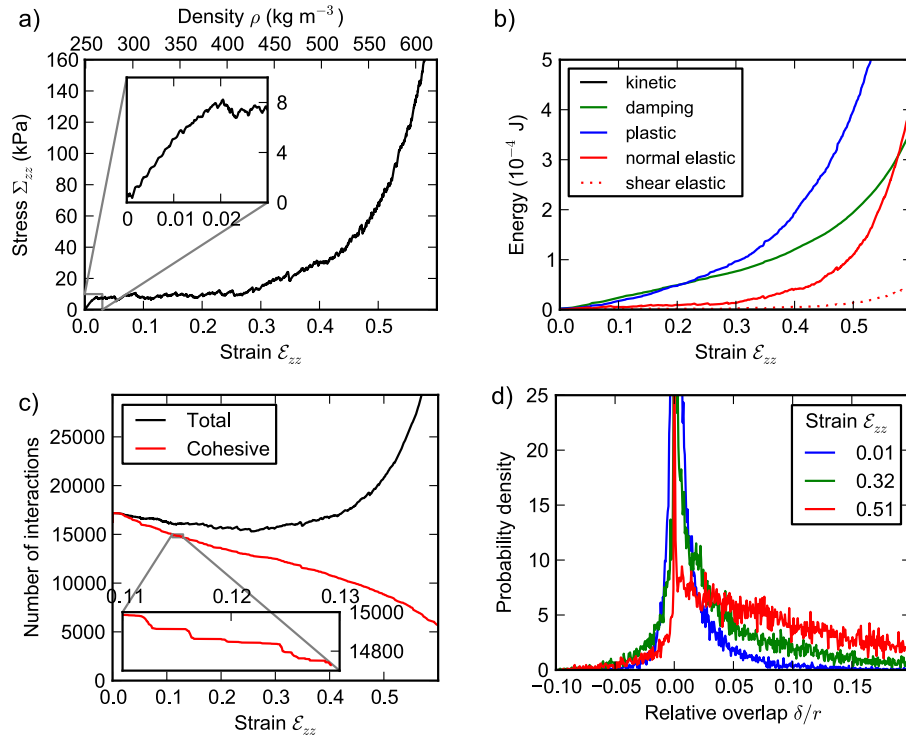 a)
Density ρ (kg m⁻³)
250 300 350 400 450 500 550 600
Stress Σzz (kPa)
160
140
120
100
80
60
40
20
0
8
4
0
0 0.01 0.02
0.0 0.1 0.2 0.3 0.4 0.5
Strain εzz
b)
Energy (10⁻⁴ J)
5
4
3
2
1
0
kinetic
damping
plastic
normal elastic
shear elastic
0.0 0.1 0.2 0.3 0.4 0.5
Strain εzz
c)
Number of interactions
25000
20000
15000
10000
5000
0
Total
Cohesive
0.11 0.12 0.13
15000
14800
0.0 0.1 0.2 0.3 0.4 0.5
Strain εzz
d)
Probability density
25
20
15
10
5
0
Strain εzz
0.01
0.32
0.51
−0.10 −0.05 0.00 0.05 0.10 0.15
Relative overlap δ/r